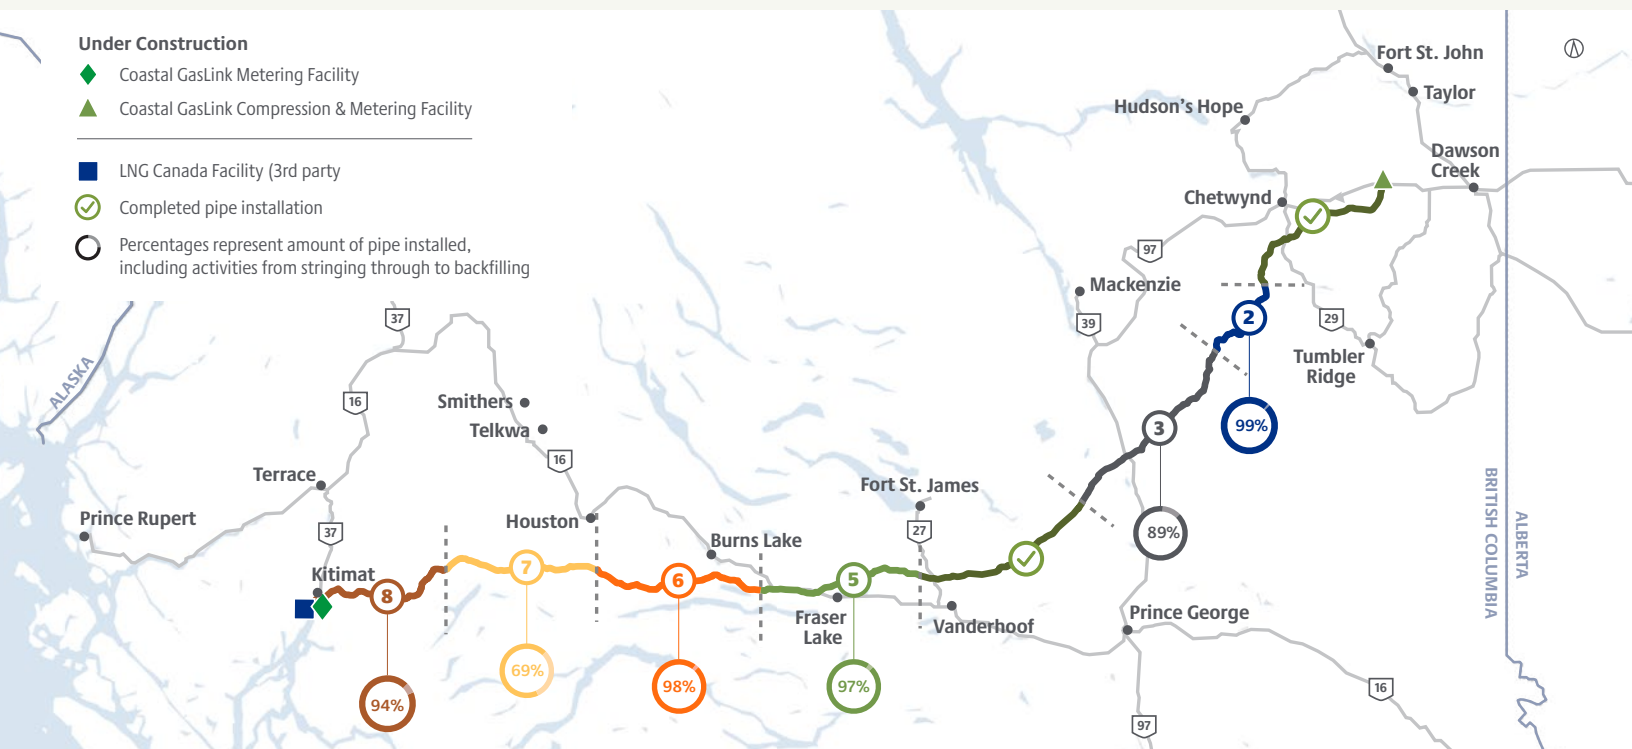 Under Construction
Coastal GasLink Metering Facility
Coastal GasLink Compression & Metering Facility
LNG Canada Facility (3rd party
Completed pipe installation
Percentages represent amount of pipe installed,
including activities from stringing through to backfilling
Fort St. John
Taylor
Hudson's Hope
Dawson
Creek
Chetwynd
97
Mackenzie
39
2
29
Tumbler
Ridge
99%
3
89%
ALASKA
37
16
Smithers
Telkwa
16
Terrace
Prince Rupert
37
Houston
Fort St. James
27
Burns Lake
Kitimat
8
7
6
5
Fraser
Lake
Vanderhoof
Prince George
94%
69%
98%
97%
16
97
BRITISH COLUMBIA
ALBERTA